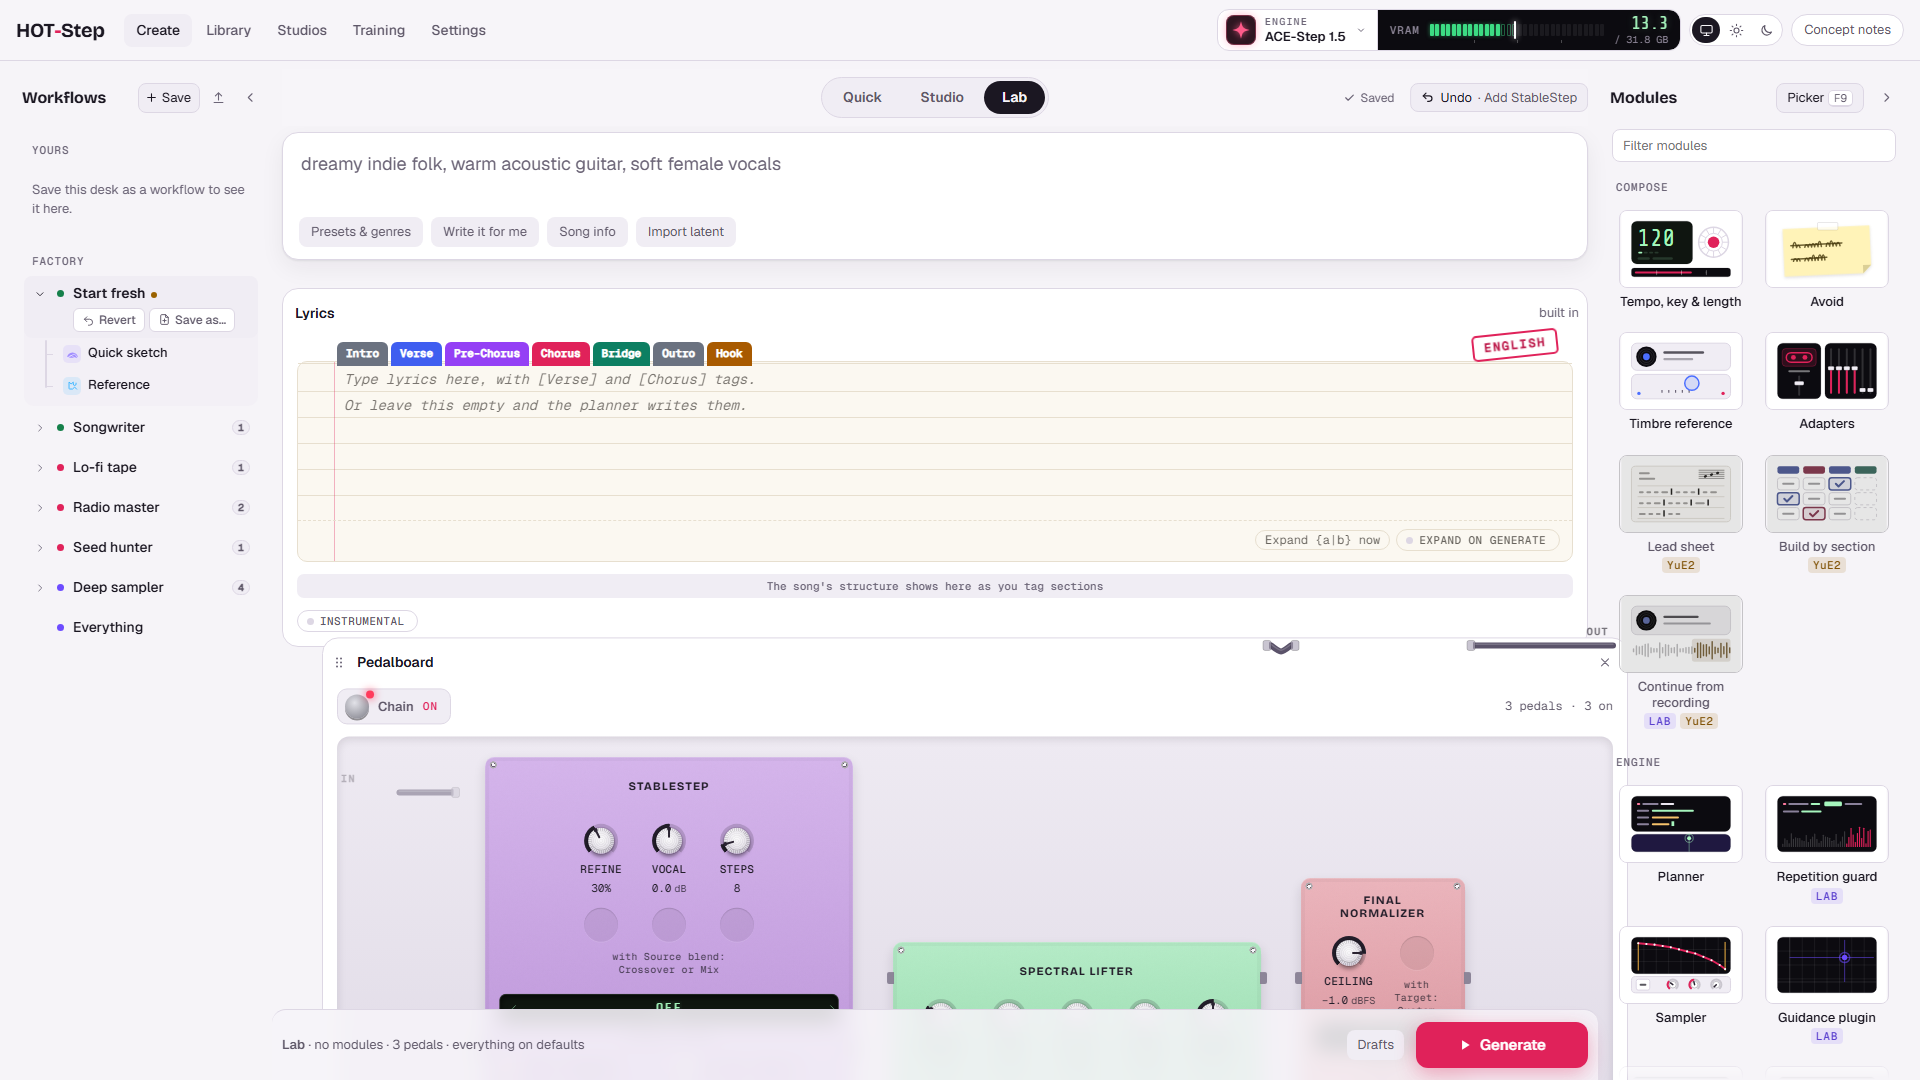 HOT-Step
Create
Library
Studios
Training
Settings
ENGINE
ACE-Step 1.5
VRAM
13.3
/ 31.8 GB
Concept notes
Workflows
+ Save
Quick
Studio
Lab
Saved
Undo · Add StableStep
Modules
Picker F9
YOURS
Save this desk as a workflow to see
it here.
FACTORY
Start fresh
Revert
Save as...
Quick sketch
Reference
Songwriter 1
Lo-fi tape 1
Radio master 2
Seed hunter 1
Deep sampler 4
Everything
dreamy indie folk, warm acoustic guitar, soft female vocals
Presets & genres
Write it for me
Song info
Import latent
Lyrics
built in
Intro
Verse
Pre-Chorus
Chorus
Bridge
Outro
Hook
ENGLISH
Type lyrics here, with [Verse] and [Chorus] tags.
Or leave this empty and the planner writes them.
Expand {a|b} now
EXPAND ON GENERATE
The song's structure shows here as you tag sections
INSTRUMENTAL
OUT
Pedalboard
Chain ON
3 pedals · 3 on
IN
STABLESTEP
REFINE
VOCAL
STEPS
30%
0.0 dB
8
with Source blend:
Crossover or Mix
OFF
SPECTRAL LIFTER
FINAL
NORMALIZER
CEILING
-1.0 dBFS
with
Target:
Lab · no modules · 3 pedals · everything on defaults
Drafts
Generate
Filter modules
COMPOSE
120
Tempo, key & length
Avoid
Timbre reference
Adapters
Lead sheet
YuE2
Build by section
YuE2
Continue from
recording
LAB YuE2
ENGINE
Planner
Repetition guard
LAB
Sampler
Guidance plugin
LAB